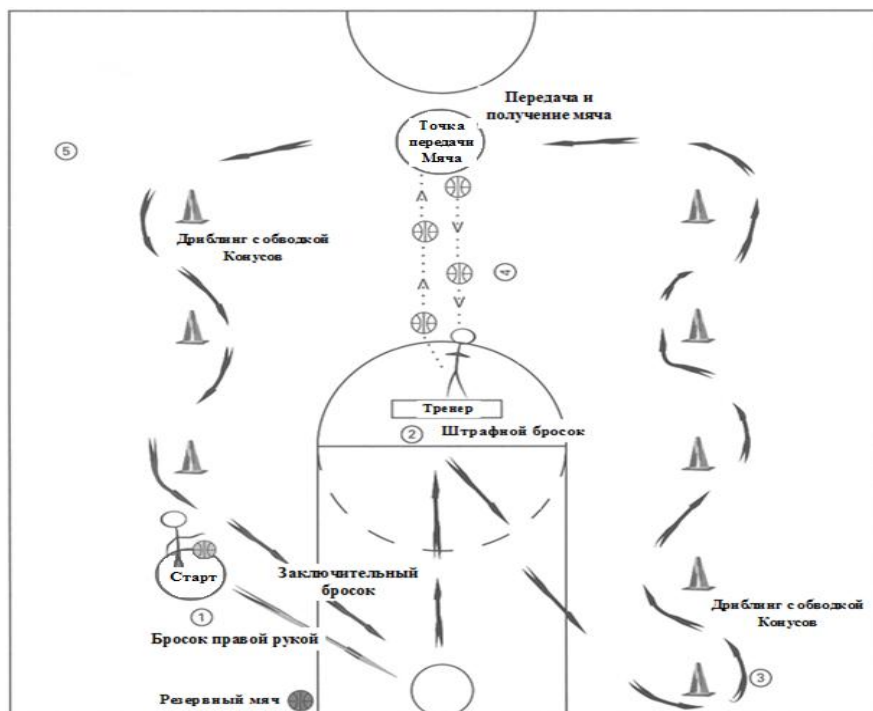 Передача и
получение мяча
Точка
передачи
Мяча
5
Дриблинг с обводкой
Конусов
4
Тренер
2 Штрафной бросок
Старт
Заключительный
бросок
1
Бросок правой рукой
Дриблинг с обводкой
Конусов
3
Резервный мяч